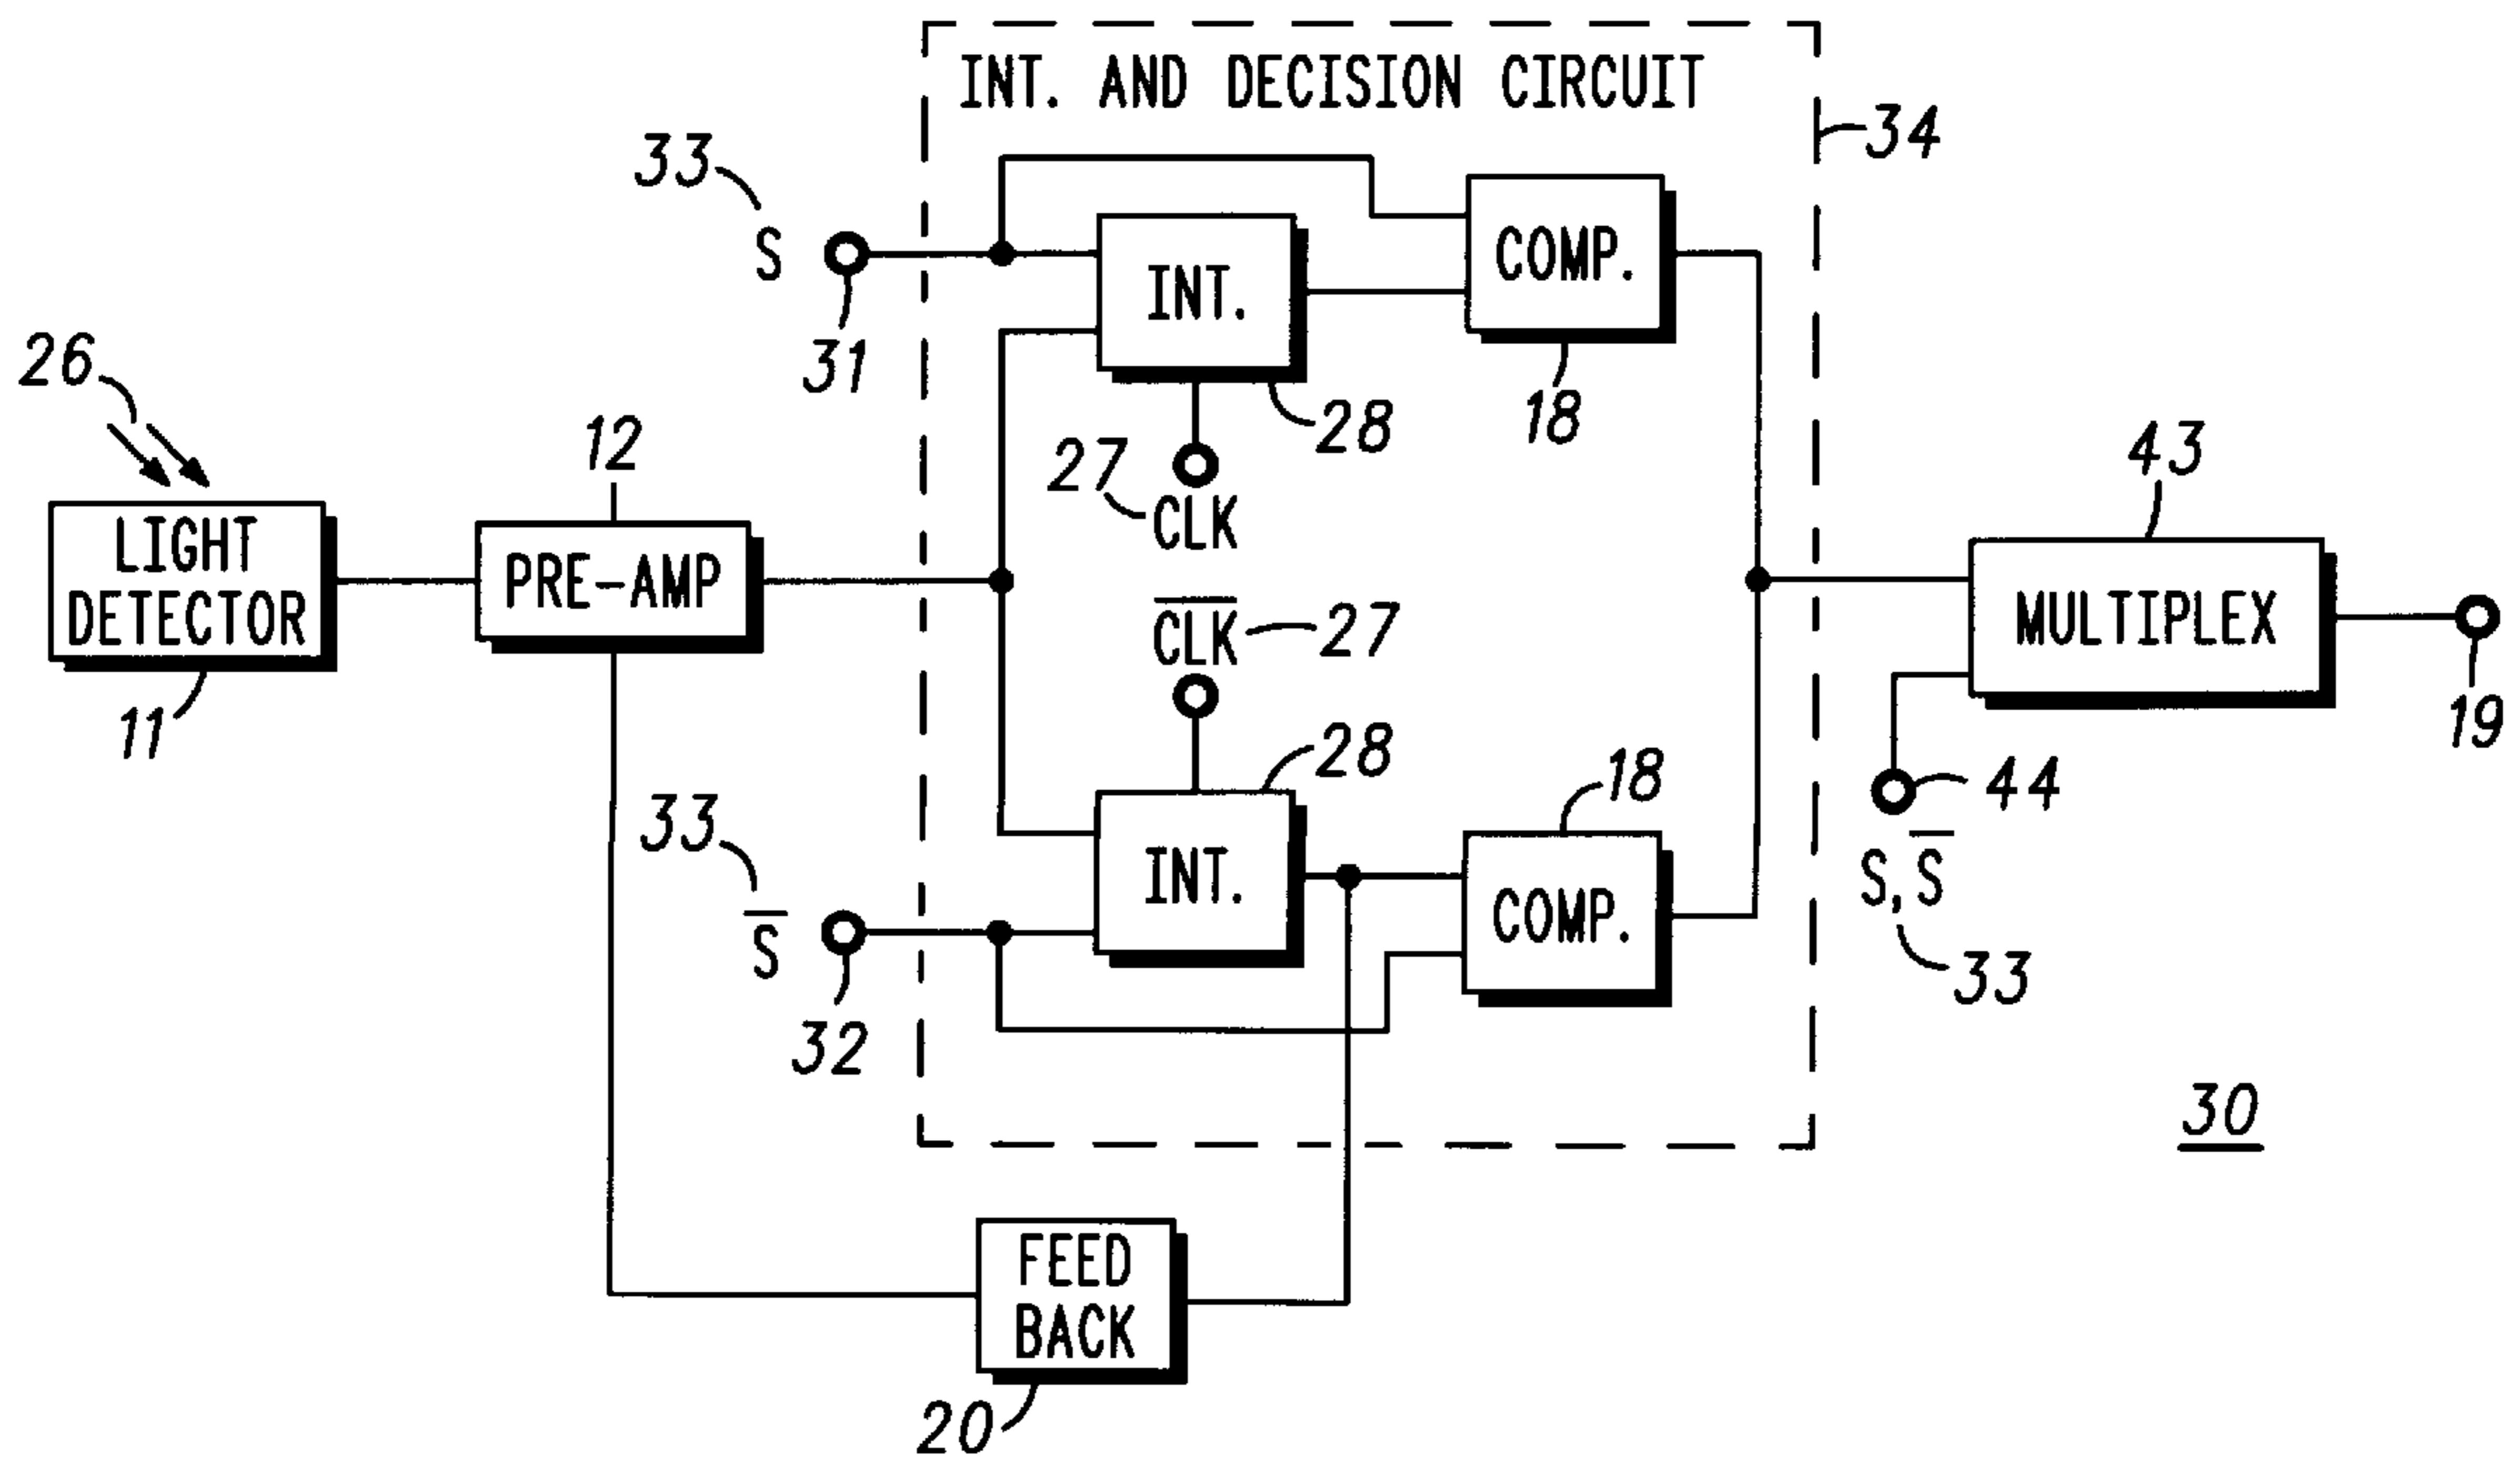 INT. AND DECISION CIRCUIT
34
33
S
31
INT.
28
COMP.
18
27
CLK
26
LIGHT
DETECTOR
11
12
PRE-AMP
C̅L̅K̅
27
43
MULTIPLEX
19
44
S, S̅
33
33
S̅
32
INT.
28
COMP.
18
FEED
BACK
20
30